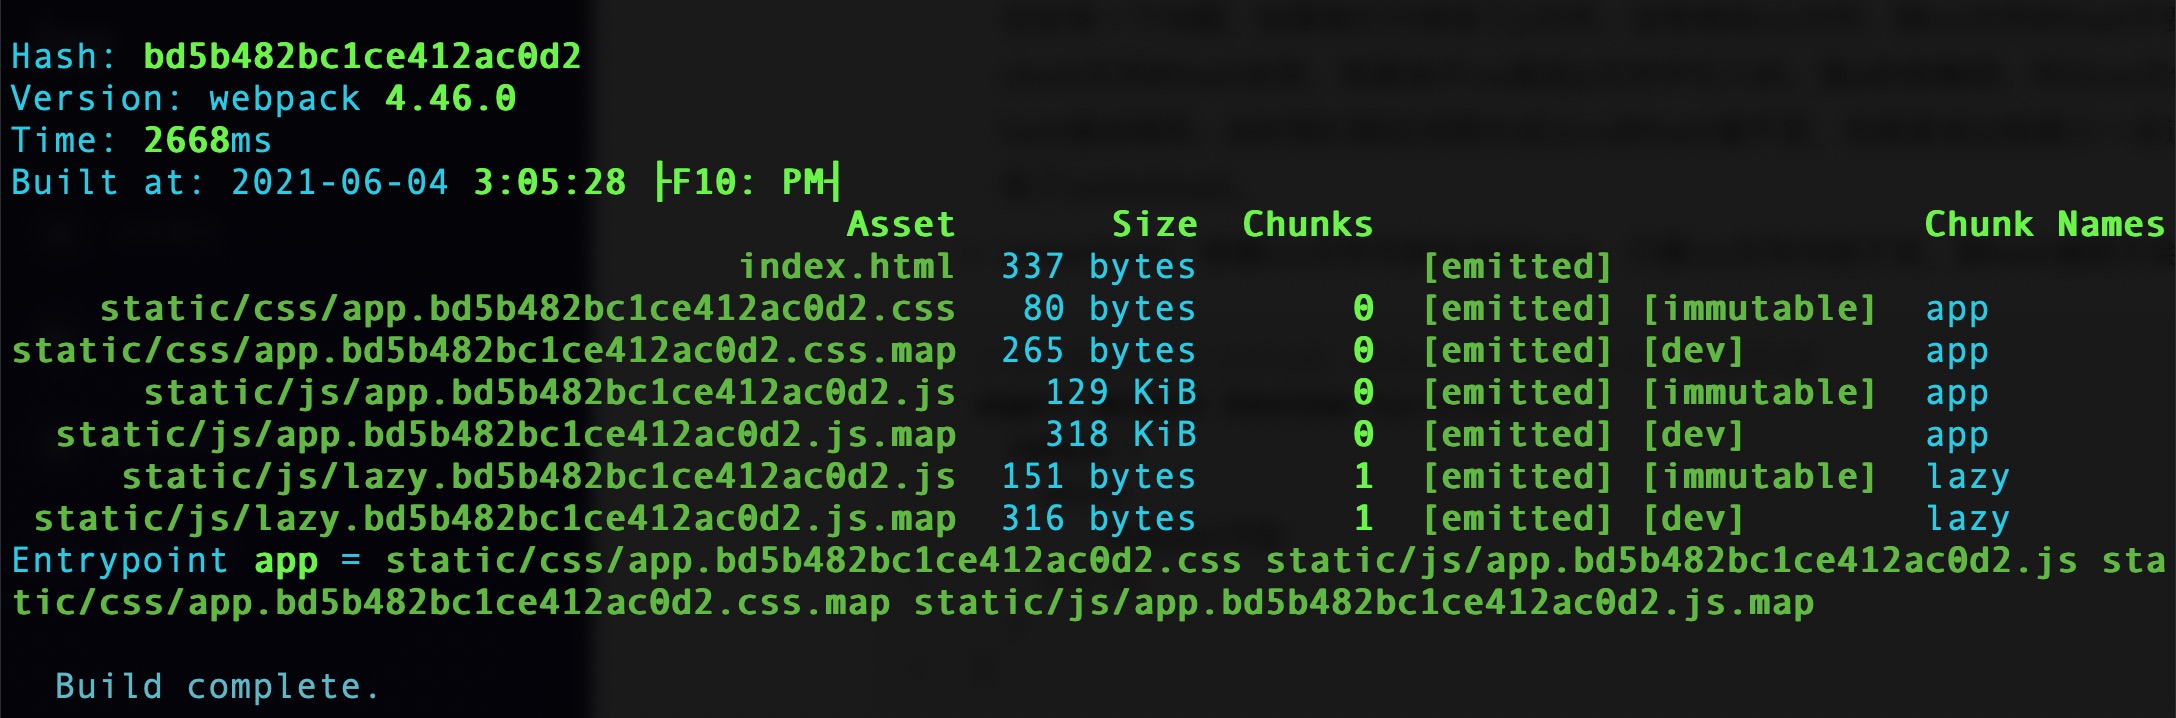 Hash: bd5b482bc1ce412ac0d2
Version: webpack 4.46.0
Time: 2668ms
Built at: 2021-06-04 3:05:28 ├F10: PM┤
Asset Size Chunks Chunk Names
index.html 337 bytes [emitted]
static/css/app.bd5b482bc1ce412ac0d2.css 80 bytes 0 [emitted] [immutable] app
static/css/app.bd5b482bc1ce412ac0d2.css.map 265 bytes 0 [emitted] [dev] app
static/js/app.bd5b482bc1ce412ac0d2.js 129 KiB 0 [emitted] [immutable] app
static/js/app.bd5b482bc1ce412ac0d2.js.map 318 KiB 0 [emitted] [dev] app
static/js/lazy.bd5b482bc1ce412ac0d2.js 151 bytes 1 [emitted] [immutable] lazy
static/js/lazy.bd5b482bc1ce412ac0d2.js.map 316 bytes 1 [emitted] [dev] lazy
Entrypoint app = static/css/app.bd5b482bc1ce412ac0d2.css static/js/app.bd5b482bc1ce412ac0d2.js sta
tic/css/app.bd5b482bc1ce412ac0d2.css.map static/js/app.bd5b482bc1ce412ac0d2.js.map
Build complete.